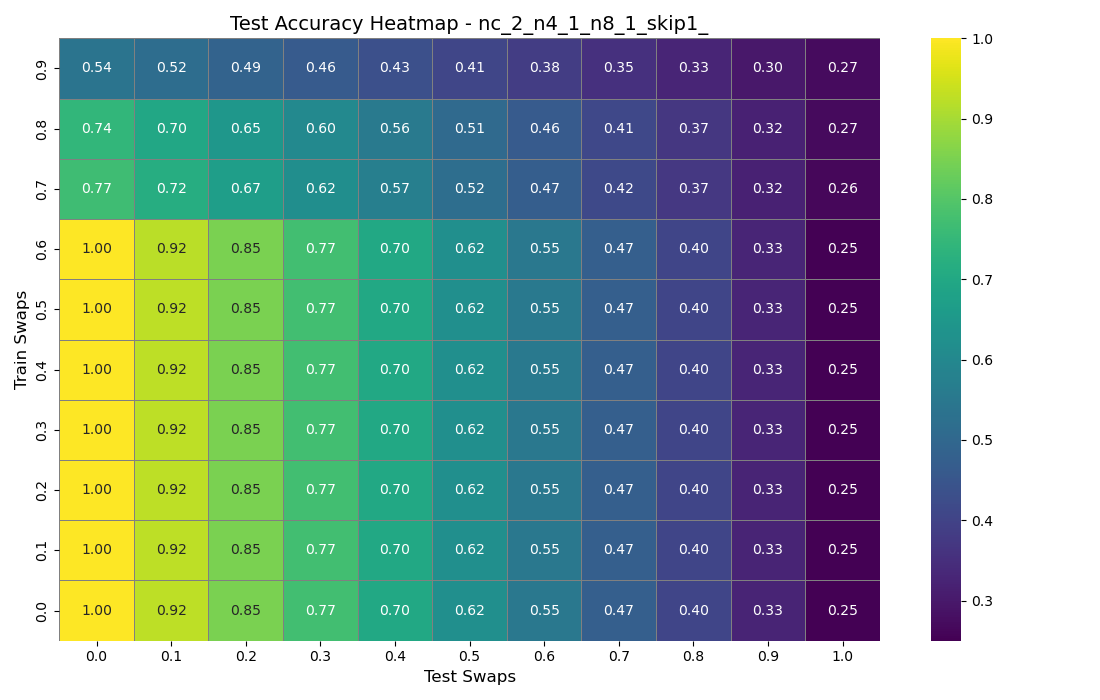 Test Accuracy Heatmap - nc_2_n4_1_n8_1_skip1_
0.9 0.54 0.52 0.49 0.46 0.43 0.41 0.38 0.35 0.33 0.30 0.27
0.8 0.74 0.70 0.65 0.60 0.56 0.51 0.46 0.41 0.37 0.32 0.27
0.7 0.77 0.72 0.67 0.62 0.57 0.52 0.47 0.42 0.37 0.32 0.26
0.6 1.00 0.92 0.85 0.77 0.70 0.62 0.55 0.47 0.40 0.33 0.25
0.5 1.00 0.92 0.85 0.77 0.70 0.62 0.55 0.47 0.40 0.33 0.25
0.4 1.00 0.92 0.85 0.77 0.70 0.62 0.55 0.47 0.40 0.33 0.25
0.3 1.00 0.92 0.85 0.77 0.70 0.62 0.55 0.47 0.40 0.33 0.25
0.2 1.00 0.92 0.85 0.77 0.70 0.62 0.55 0.47 0.40 0.33 0.25
0.1 1.00 0.92 0.85 0.77 0.70 0.62 0.55 0.47 0.40 0.33 0.25
0.0 1.00 0.92 0.85 0.77 0.70 0.62 0.55 0.47 0.40 0.33 0.25
Train Swaps
0.0 0.1 0.2 0.3 0.4 0.5 0.6 0.7 0.8 0.9 1.0
Test Swaps
1.0
0.9
0.8
0.7
0.6
0.5
0.4
0.3